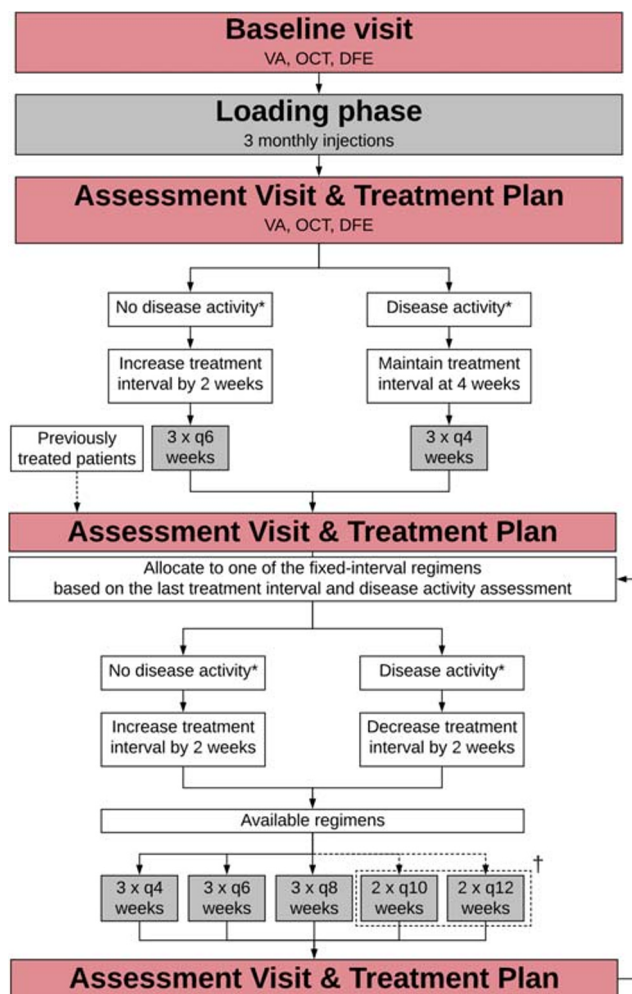 Baseline visit
VA, OCT, DFE
Loading phase
3 monthly injections
Assessment Visit & Treatment Plan
VA, OCT, DFE
No disease activity*
Disease activity*
Increase treatment
interval by 2 weeks
Maintain treatment
interval at 4 weeks
Previously
treated patients
3 x q6
weeks
3 x q4
weeks
Assessment Visit & Treatment Plan
Allocate to one of the fixed-interval regimens
based on the last treatment interval and disease activity assessment
No disease activity*
Disease activity*
Increase treatment
interval by 2 weeks
Decrease treatment
interval by 2 weeks
Available regimens
†
3 x q4
weeks
3 x q6
weeks
3 x q8
weeks
2 x q10
weeks
2 x q12
weeks
Assessment Visit & Treatment Plan